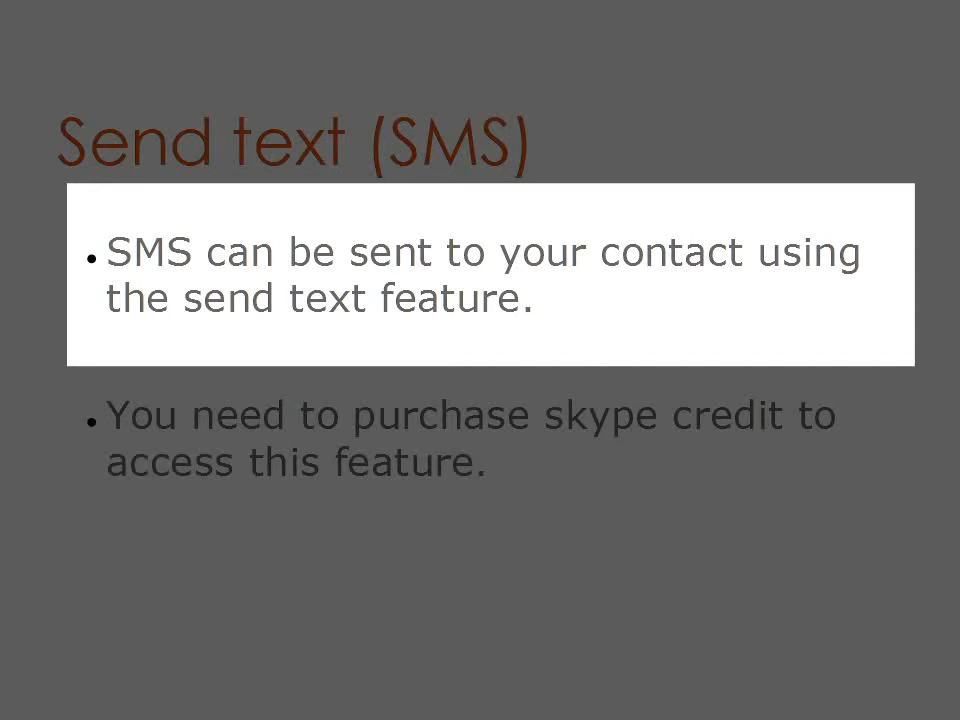 Send text (SMS)
• SMS can be sent to your contact using
the send text feature.
• You need to purchase skype credit to
access this feature.